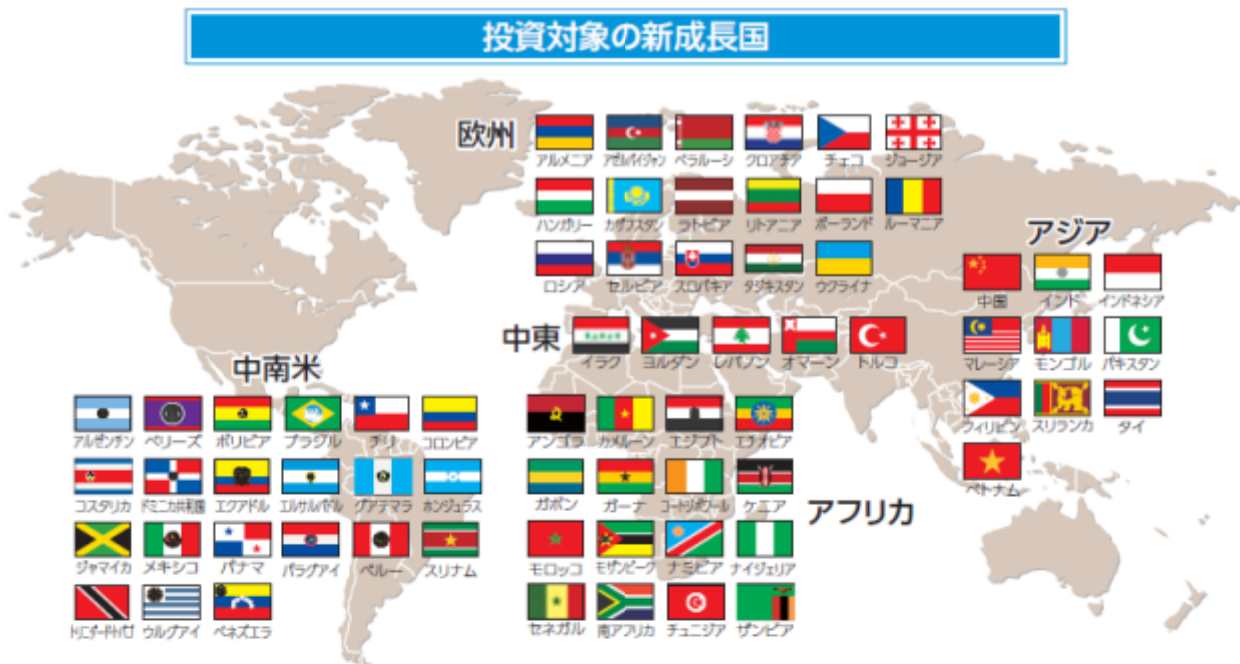 投資対象の新成長国
欧州
アルメニア アゼルバイジャン ベラルーシ クロアチア チェコ ジョージア
ハンガリー カザフスタン ラトビア リトアニア ポーランド ルーマニア
ロシア セルビア スロバキア タジキスタン ウクライナ
アジア
中国 インド インドネシア
マレーシア モンゴル パキスタン
フィリピン スリランカ タイ
ベトナム
中東
イラク ヨルダン レバノン オマーン トルコ
中南米
アルゼンチン ベリーズ ボリビア ブラジル チリ コロンビア
コスタリカ ドミニカ共和国 エクアドル エルサルバドル グアテマラ ホンジュラス
ジャマイカ メキシコ パナマ パラグアイ ペルー スリナム
トリニダード・トバゴ ウルグアイ ベネズエラ
アフリカ
アンゴラ カメルーン エジプト エチオピア
ガボン ガーナ コートジボワール ケニア
モロッコ モザンビーク ナミビア ナイジェリア
セネガル 南アフリカ チュニジア ザンビア